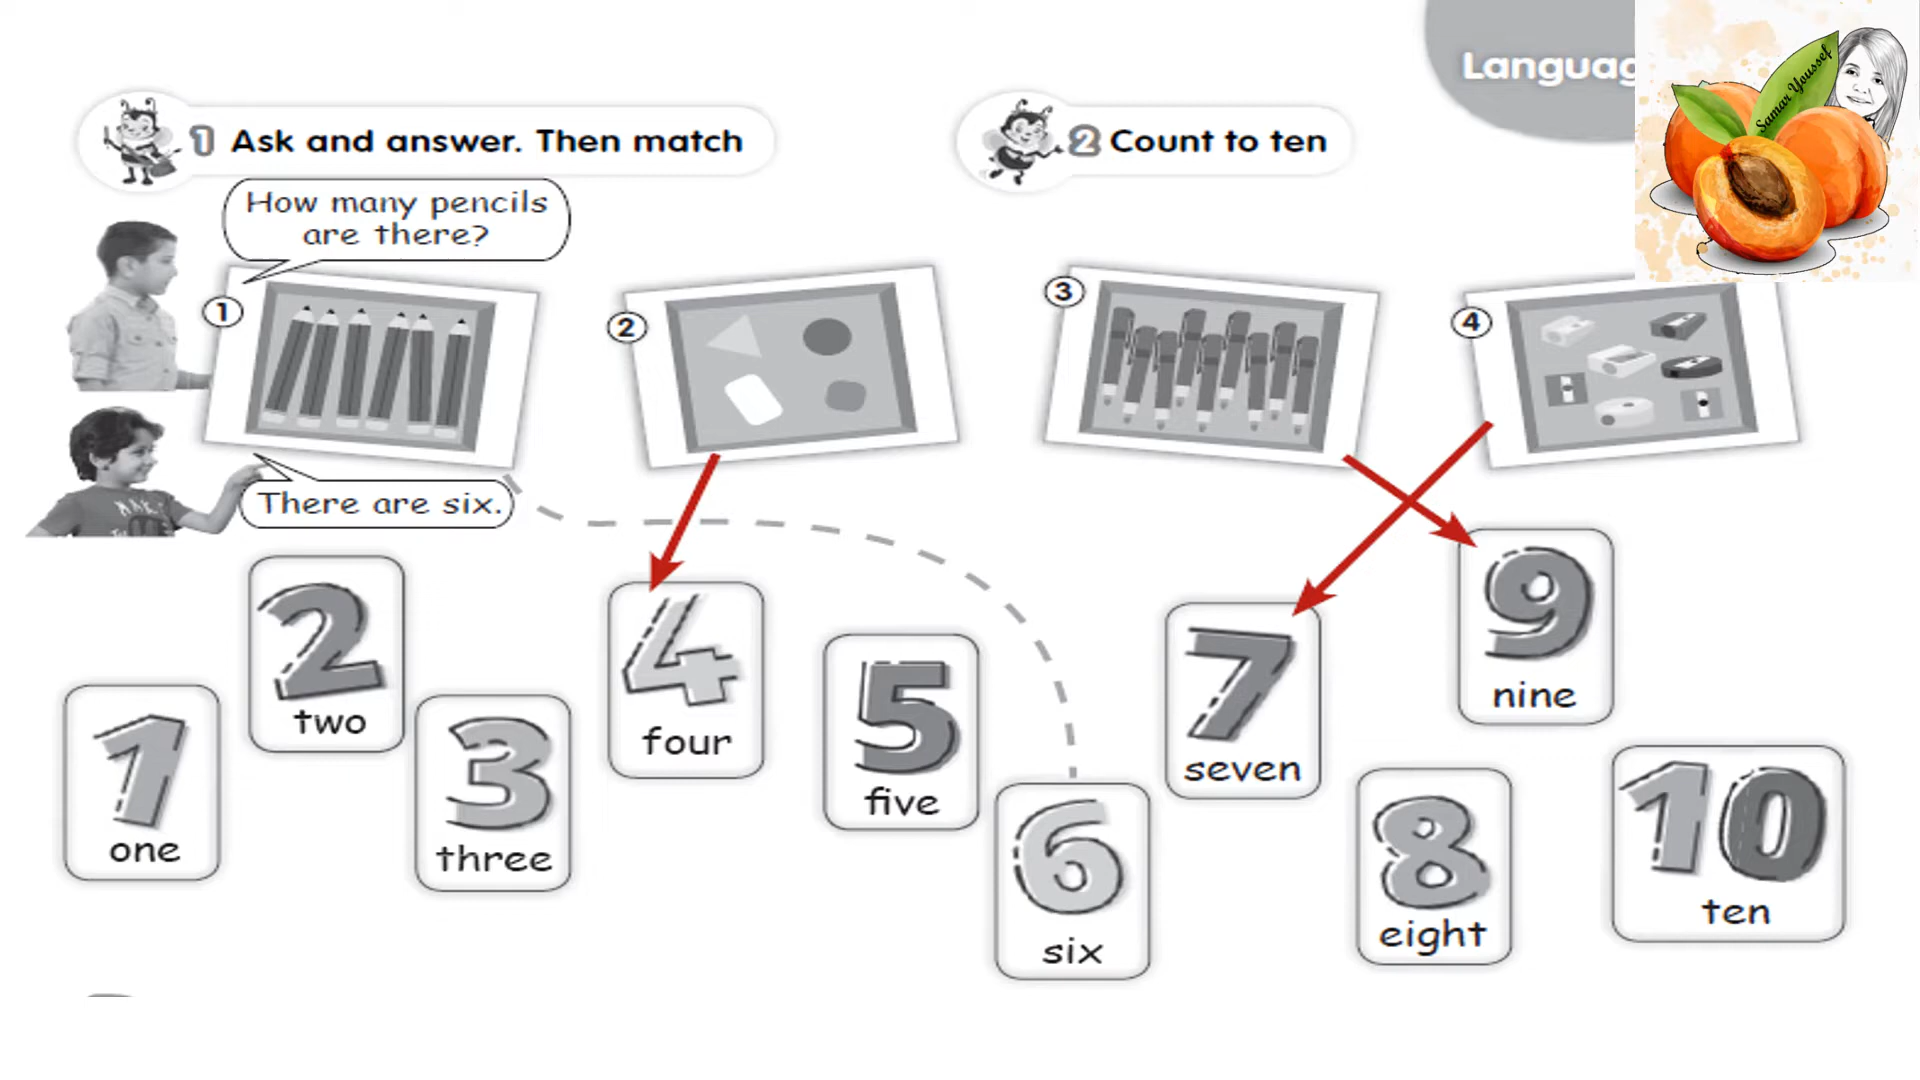 Languag
Samar Youssef
1 Ask and answer. Then match
2 Count to ten
How many pencils
are there?
1
2
3
4
There are six.
2
two
4
four
9
nine
7
seven
5
five
1
one
3
three
6
six
8
eight
10
ten